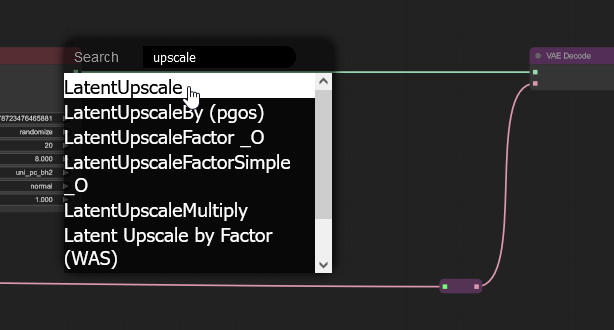 Search upscale
VAE Decode
LatentUpscale
LatentUpscaleBy (pgos)
LatentUpscaleFactor _O
LatentUpscaleFactorSimple
_O
LatentUpscaleMultiply
Latent Upscale by Factor
(WAS)
78723476465881
randomize
20
8.000
uni_pc_bh2
normal
1.000